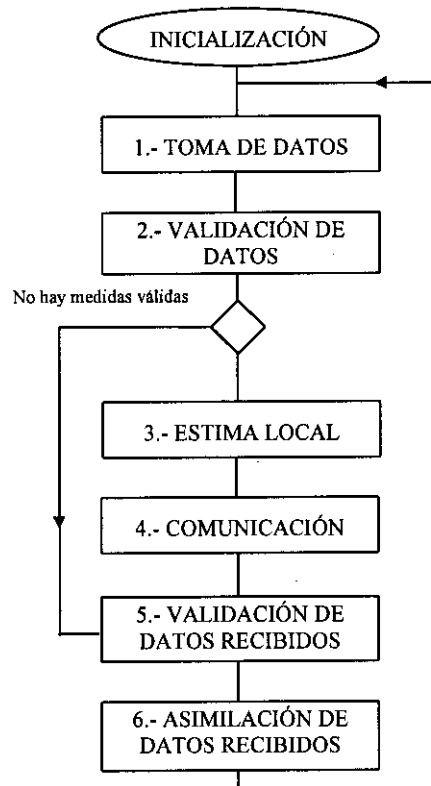 INICIALIZACIÓN
1.- TOMA DE DATOS
2.- VALIDACIÓN DE
DATOS
No hay medidas válidas
3.- ESTIMA LOCAL
4.- COMUNICACIÓN
5.- VALIDACIÓN DE
DATOS RECIBIDOS
6.- ASIMILACIÓN DE
DATOS RECIBIDOS